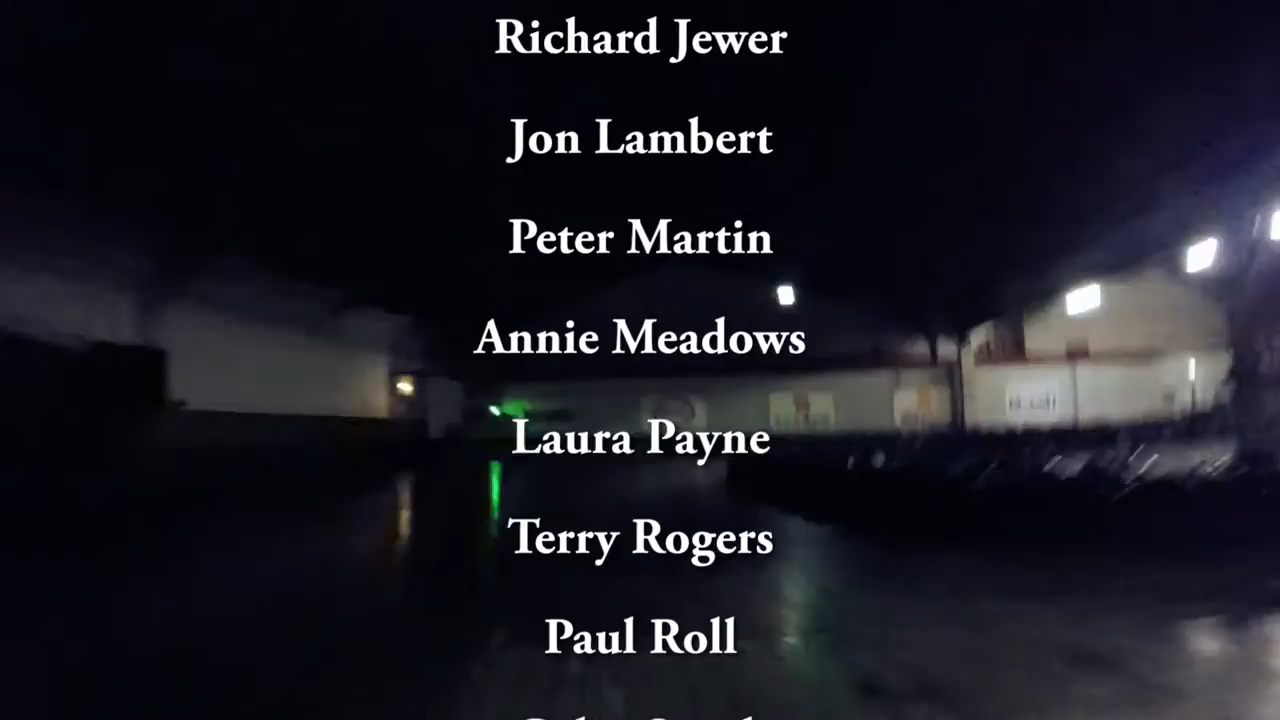 Richard Jewer
Jon Lambert
Peter Martin
Annie Meadows
Laura Payne
Terry Rogers
Paul Roll